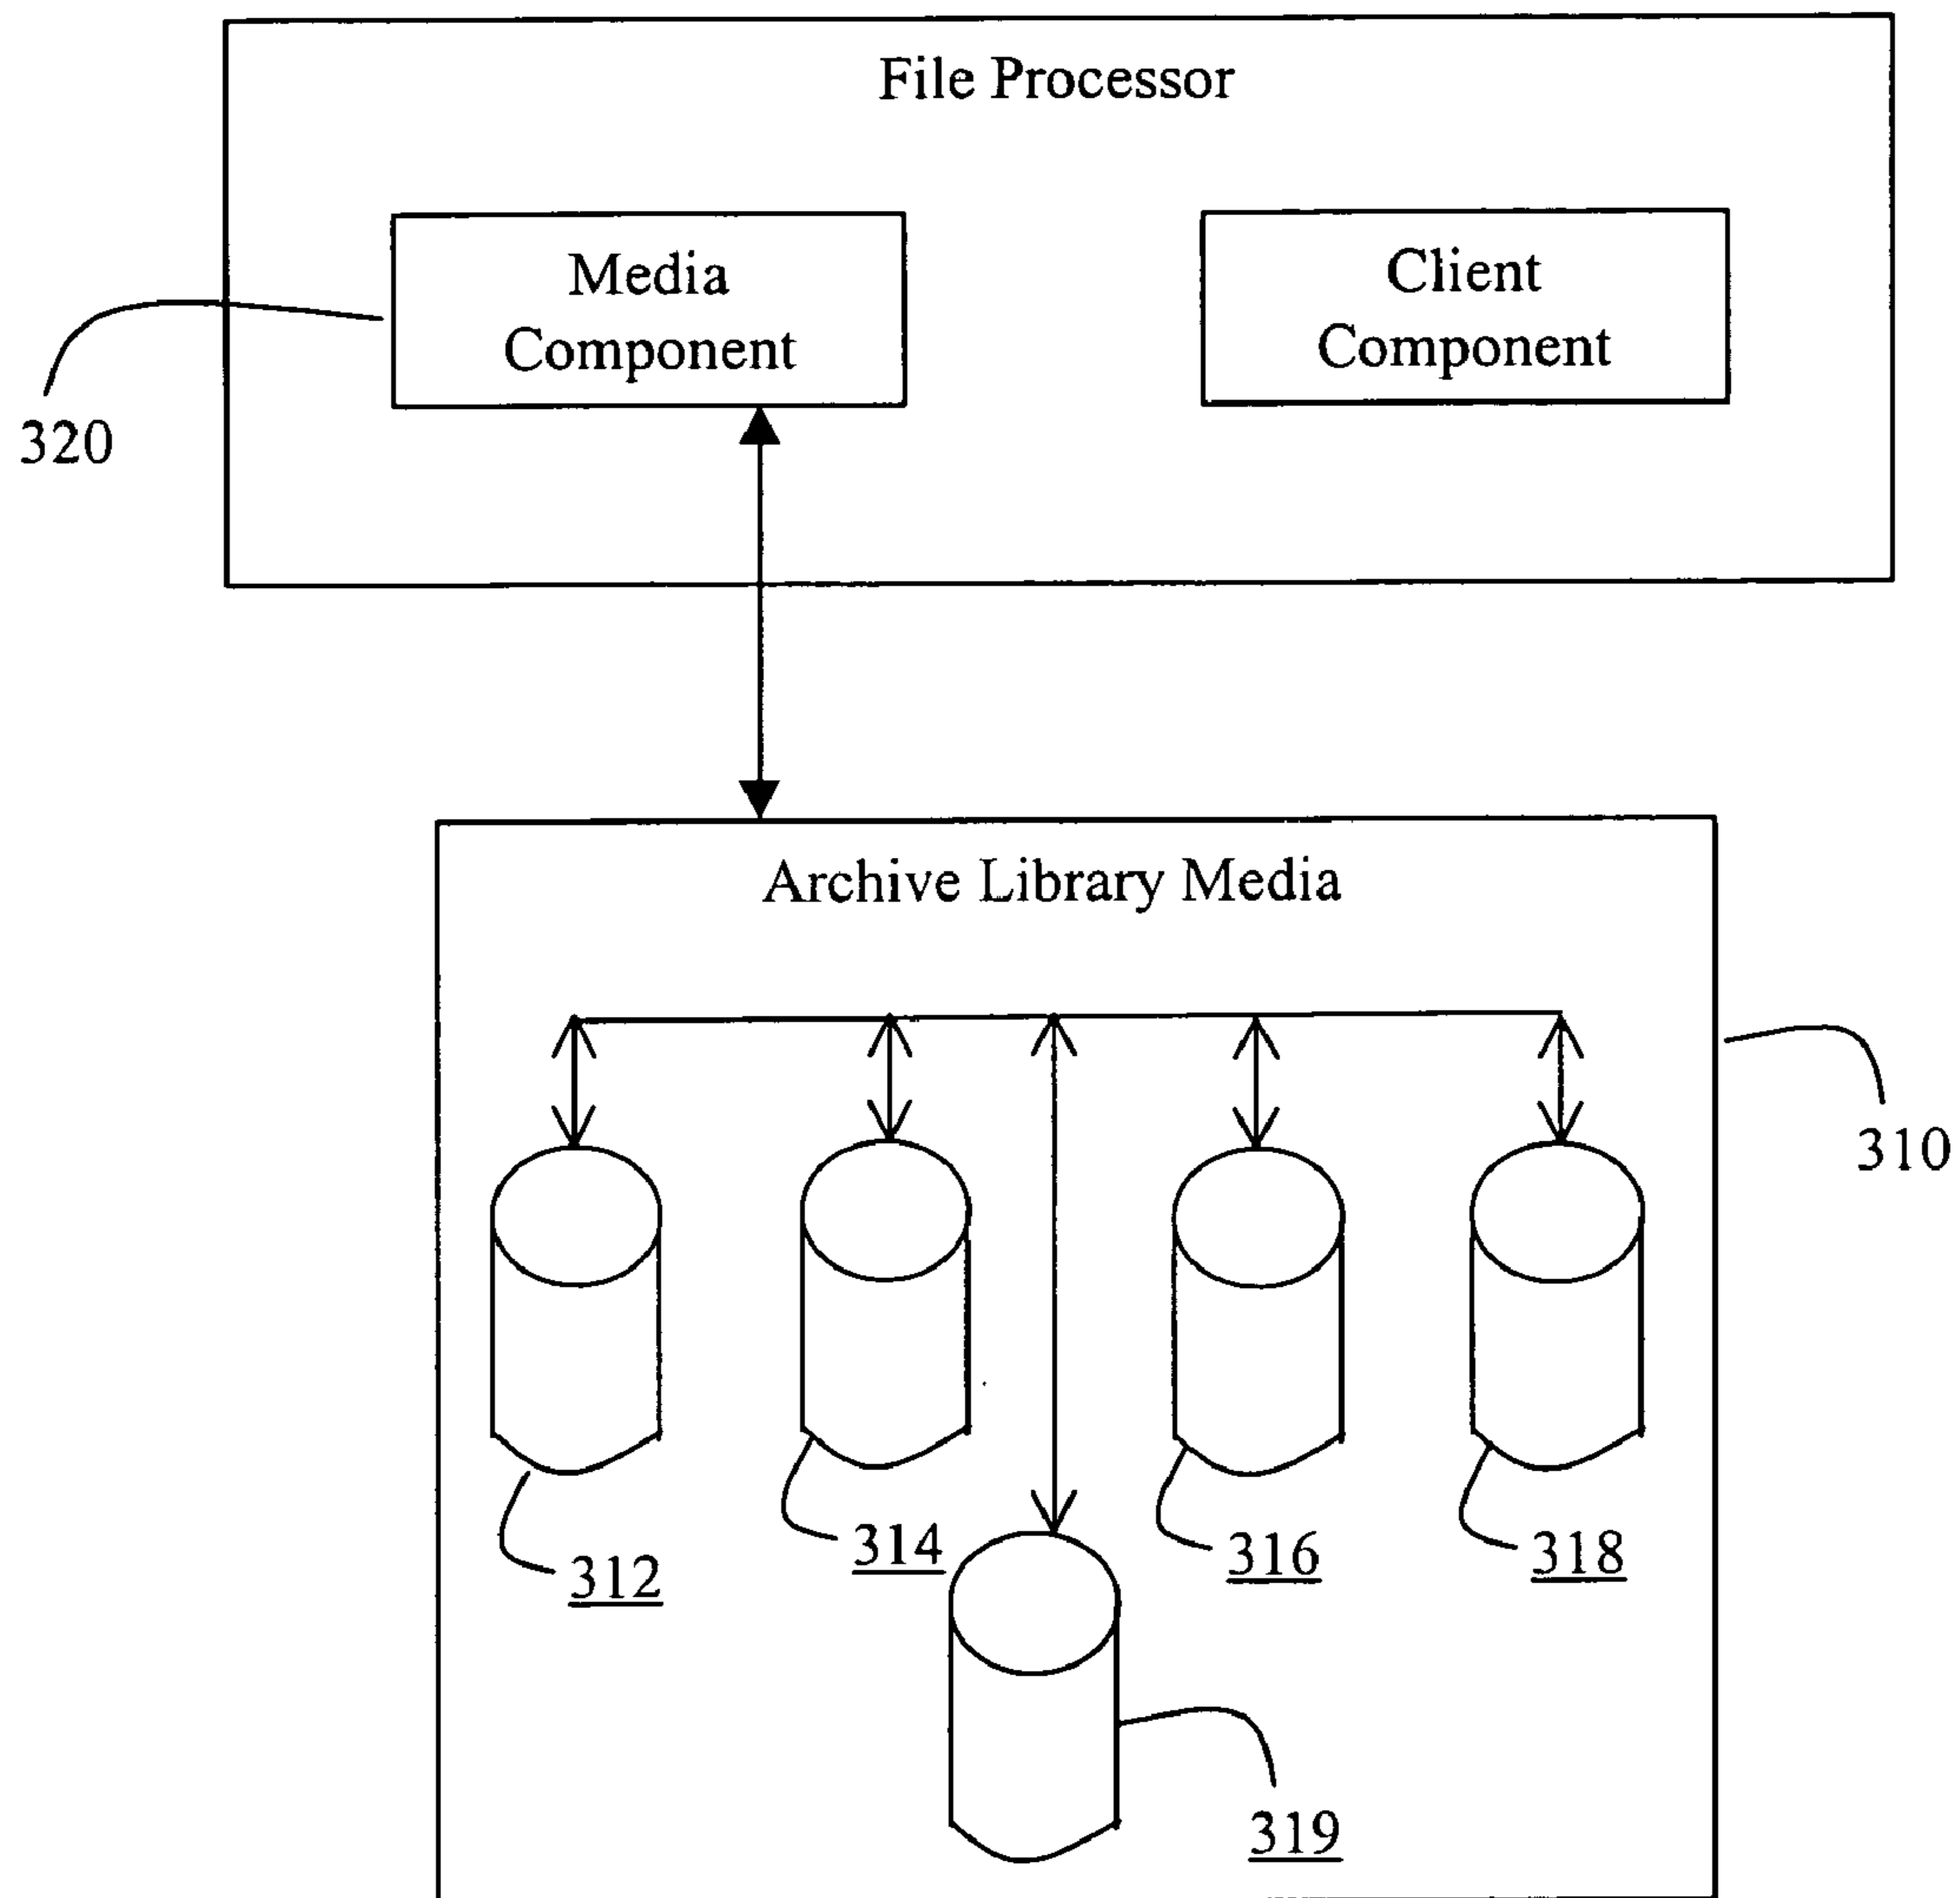 File Processor
Media
Component
Client
Component
320
Archive Library Media
310
312
314
316
318
319